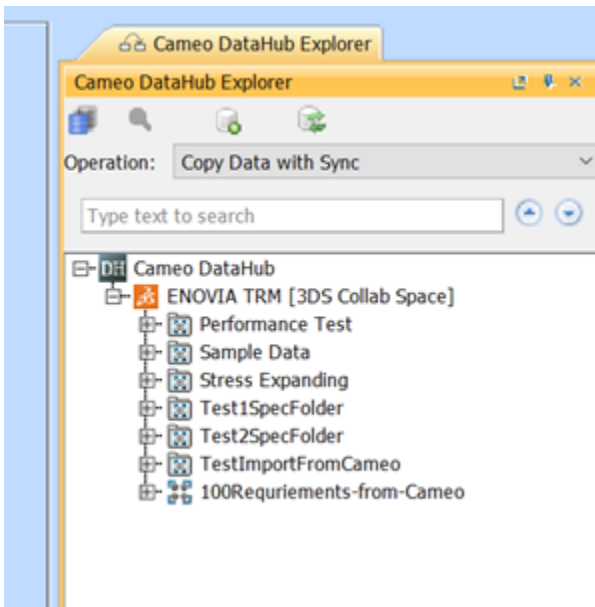 Cameo DataHub Explorer
Cameo DataHub Explorer
Operation: Copy Data with Sync
Type text to search
DH Cameo DataHub
ENOVIA TRM [3DS Collab Space]
Performance Test
Sample Data
Stress Expanding
Test1SpecFolder
Test2SpecFolder
TestImportFromCameo
100Requriements-from-Cameo